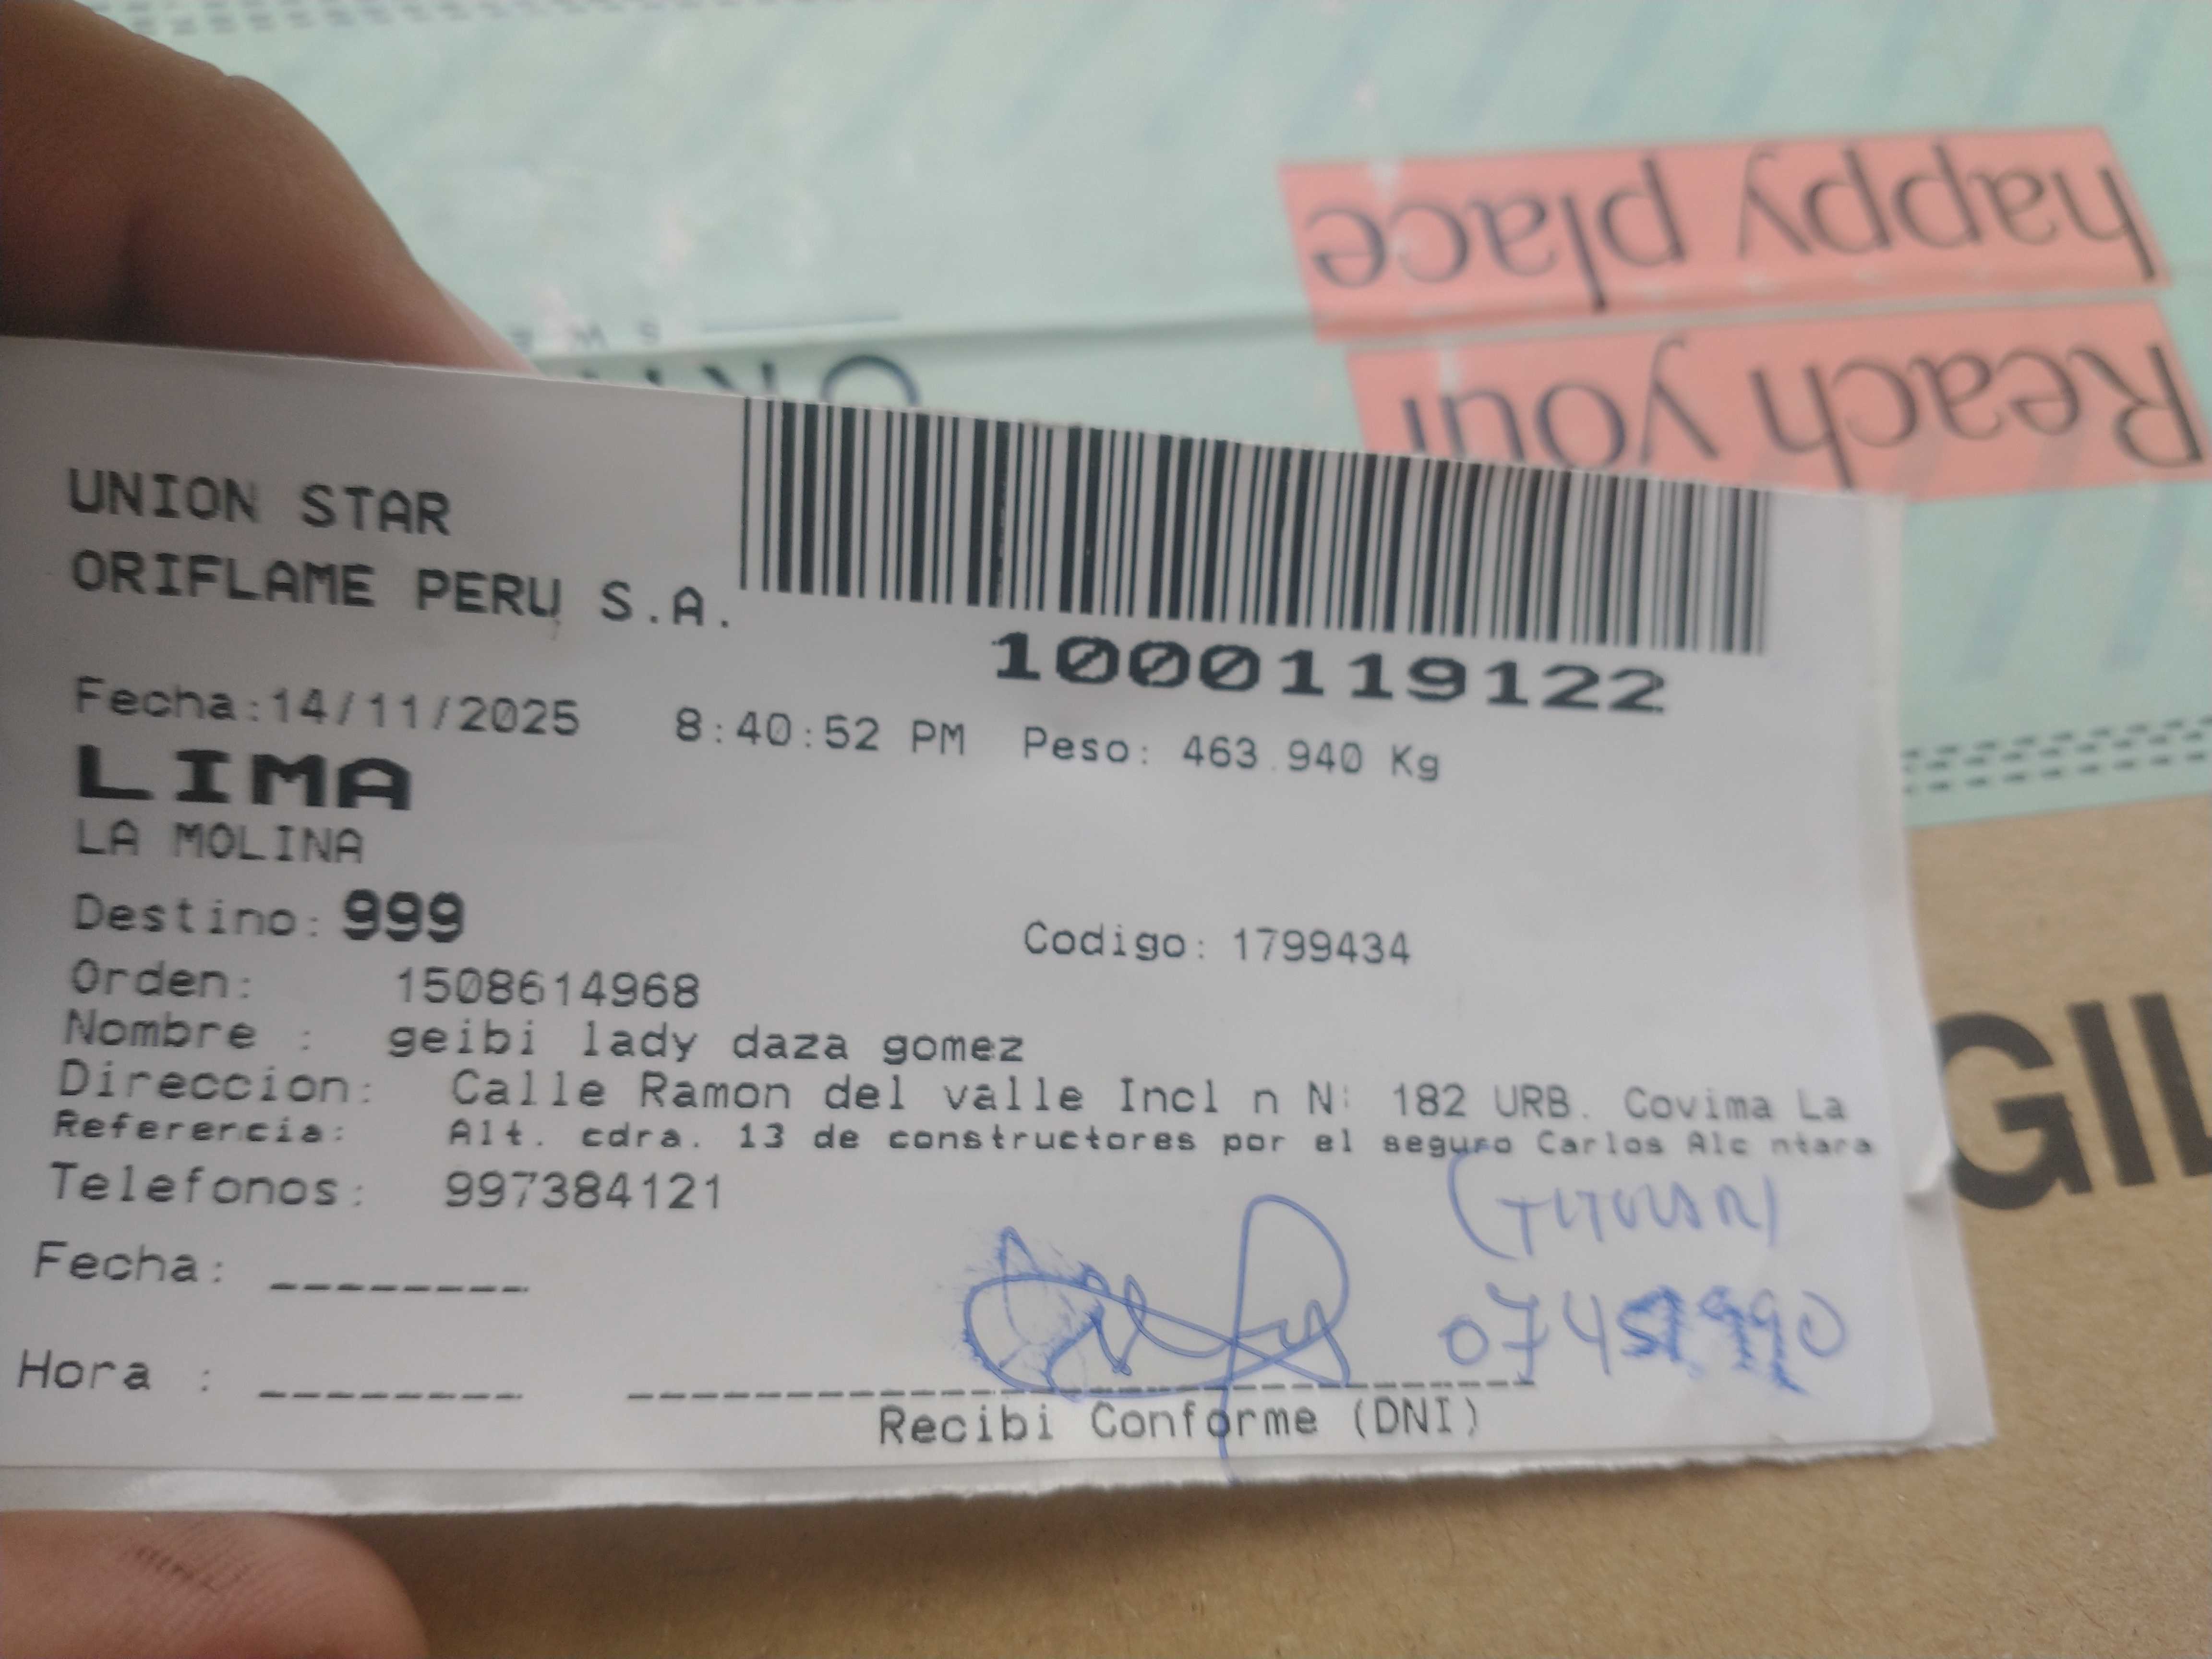 Reach your
happy place
UNION STAR
ORIFLAME PERU S.A.
1000119122
Fecha:14/11/2025 8:40:52 PM Peso: 463.940 Kg
LIMA
LA MOLINA
Destino: 999
Codigo: 1799434
Orden: 1508614968
Nombre : geibi lady daza gomez
Direccion: Calle Ramon del valle Incl n N: 182 URB. Covima La
Referencia: Alt. cdra. 13 de constructores por el seguro Carlos Alc ntara
Telefonos: 997384121
(TITULAR)
Fecha: ________
Hora : ________
Recibi Conforme (DNI)